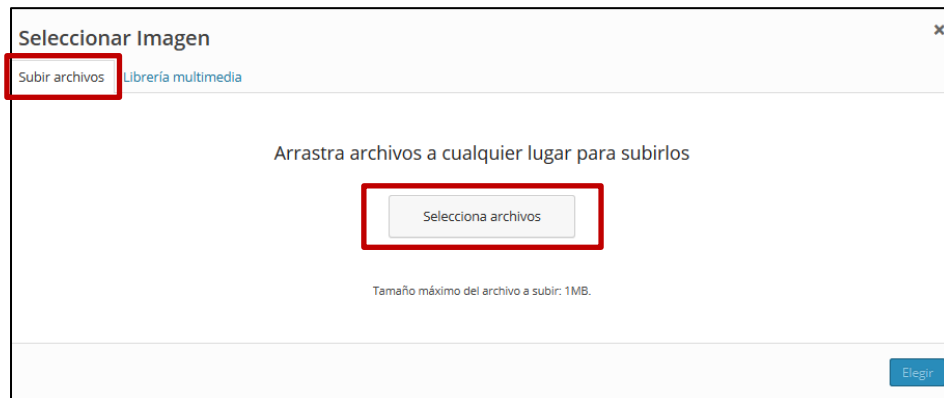 Seleccionar Imagen
Subir archivos Librería multimedia
Arrastra archivos a cualquier lugar para subirlos
Selecciona archivos
Tamaño máximo del archivo a subir: 1MB.
Elegir